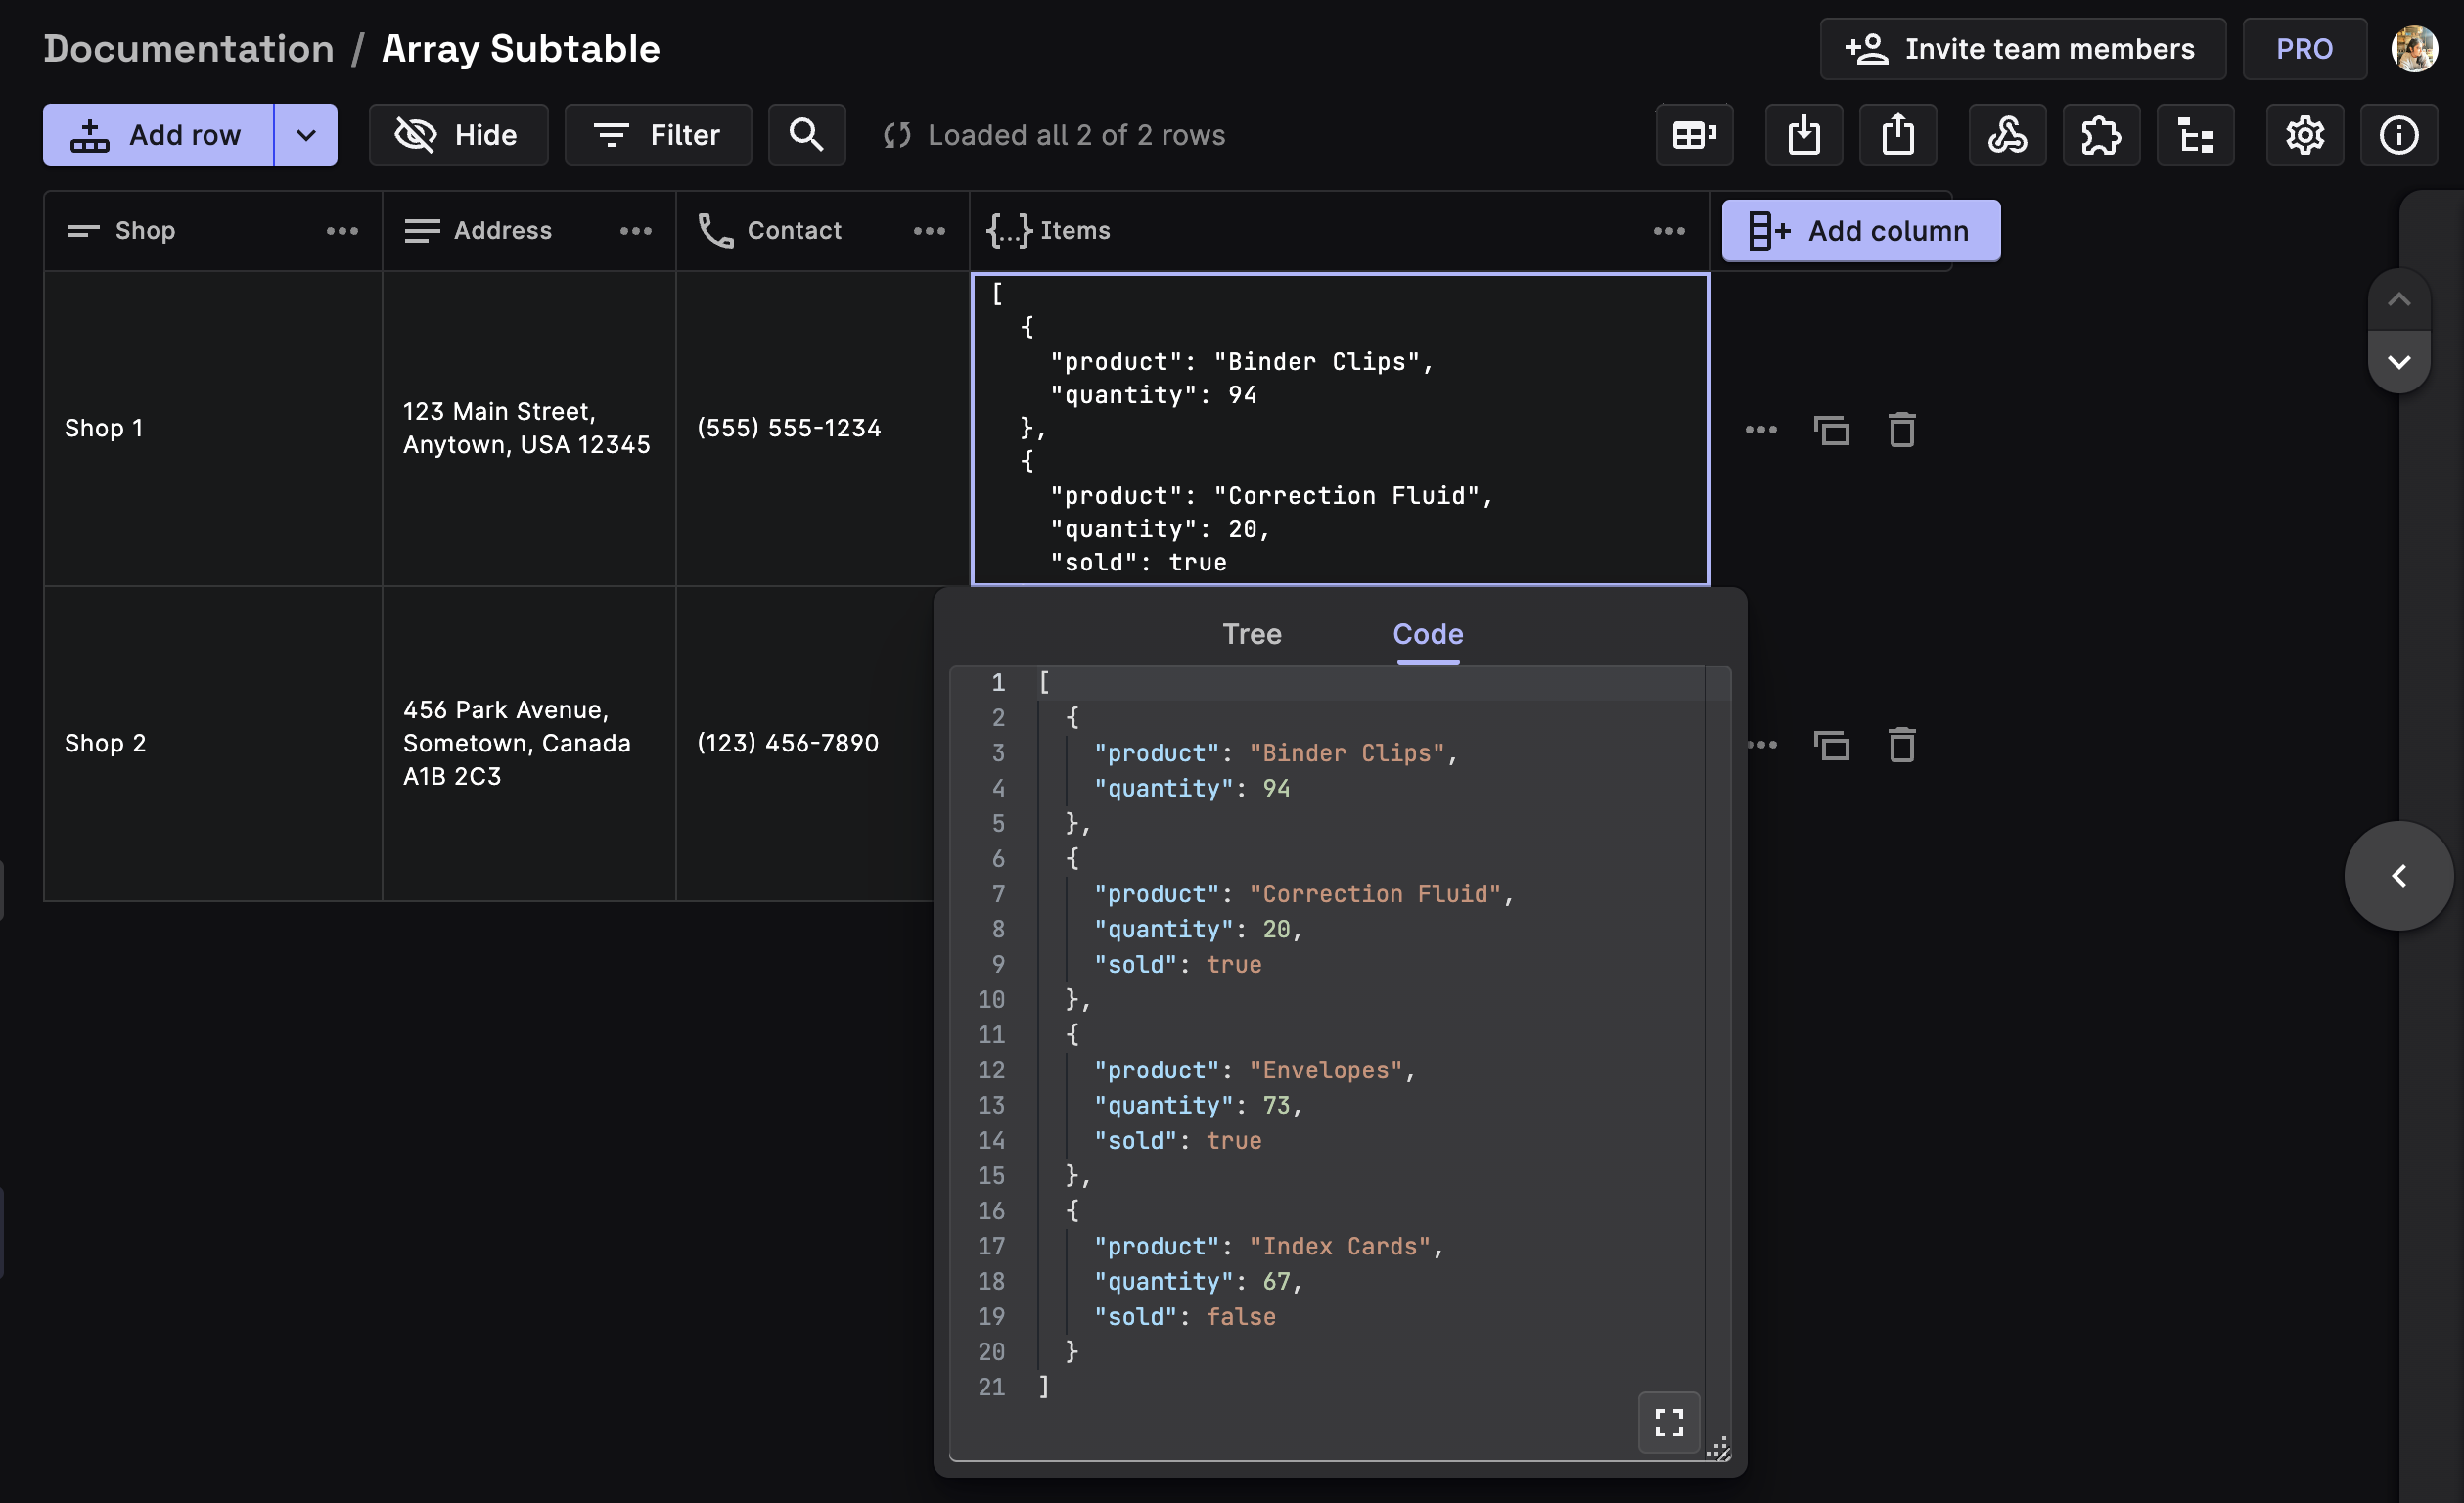 Documentation / Array Subtable
Invite team members
PRO
Add row
Hide
Filter
Loaded all 2 of 2 rows
Shop
Address
Contact
{...} Items
Add column
Shop 1
123 Main Street,
Anytown, USA 12345
(555) 555-1234
[
  {
    "product": "Binder Clips",
    "quantity": 94
  },
  {
    "product": "Correction Fluid",
    "quantity": 20,
    "sold": true
Shop 2
456 Park Avenue,
Sometown, Canada
A1B 2C3
(123) 456-7890
Tree
Code
1 [
2   {
3     "product": "Binder Clips",
4     "quantity": 94
5   },
6   {
7     "product": "Correction Fluid",
8     "quantity": 20,
9     "sold": true
10   },
11   {
12     "product": "Envelopes",
13     "quantity": 73,
14     "sold": true
15   },
16   {
17     "product": "Index Cards",
18     "quantity": 67,
19     "sold": false
20   }
21 ]